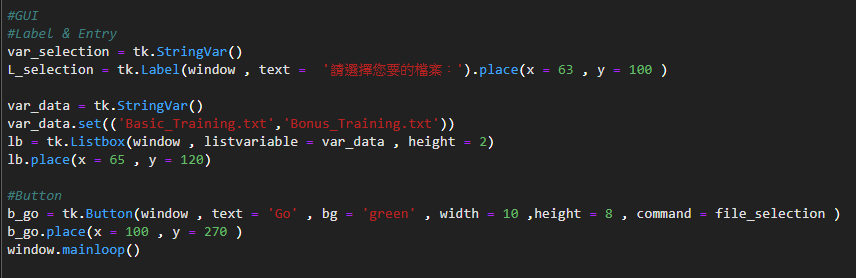 #GUI
#Label & Entry
var_selection = tk.StringVar()
L_selection = tk.Label(window , text =  '請選擇您要的檔案：').place(x = 63 , y = 100 )
var_data = tk.StringVar()
var_data.set(('Basic_Training.txt','Bonus_Training.txt'))
lb = tk.Listbox(window , listvariable = var_data , height = 2)
lb.place(x = 65 , y = 120)
#Button
b_go = tk.Button(window , text = 'Go' , bg = 'green' , width = 10 ,height = 8 , command = file_selection )
b_go.place(x = 100 , y = 270 )
window.mainloop()